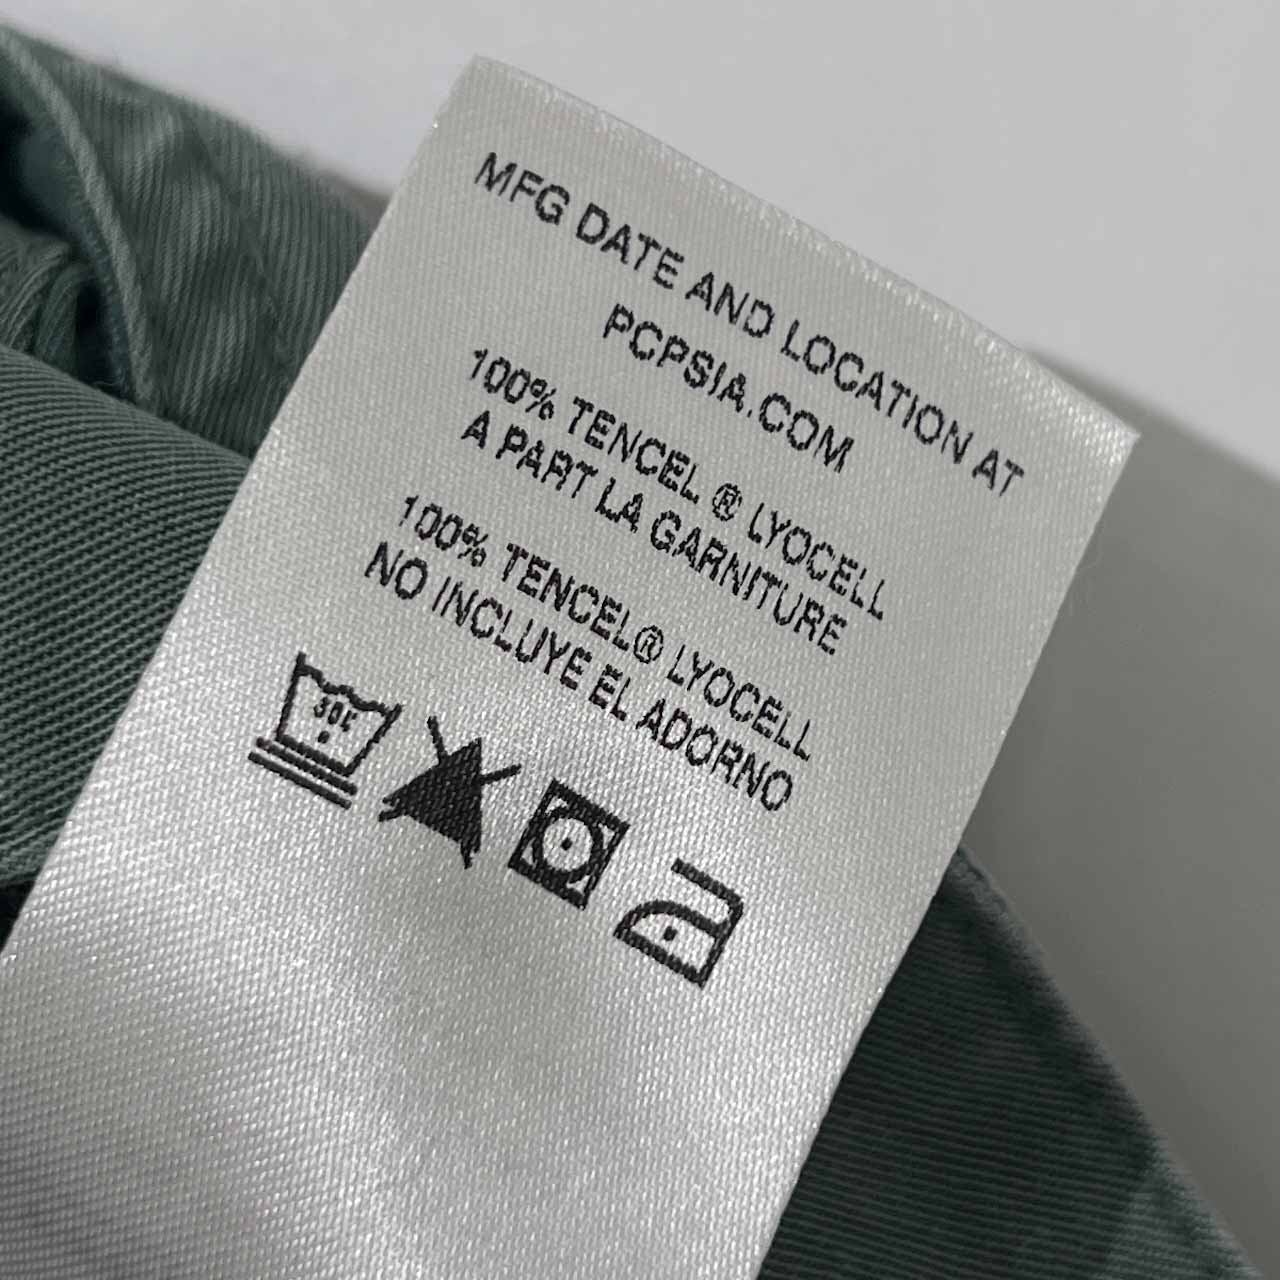 MFG DATE AND LOCATION AT
PCPSIA.COM
100% TENCEL ® LYOCELL
A PART LA GARNITURE
100% TENCEL® LYOCELL
NO INCLUYE EL ADORNO
30C